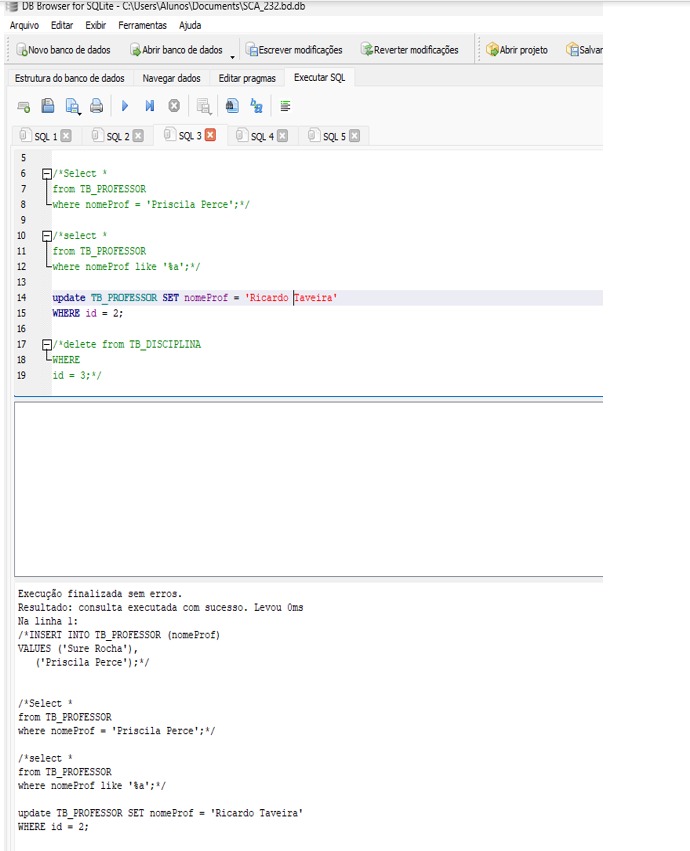 DB Browser for SQLite - C:\Users\Alunos\Documents\SCA_232.bd.db
Arquivo Editar Exibir Ferramentas Ajuda
Novo banco de dados Abrir banco de dados Escrever modificações Reverter modificações Abrir projeto Salvar
Estrutura do banco de dados Navegar dados Editar pragmas Executar SQL
SQL 1 SQL 2 SQL 3 SQL 4 SQL 5
5
6 /*Select *
7 from TB_PROFESSOR
8 where nomeProf = 'Priscila Perce';*/
9
10 /*select *
11 from TB_PROFESSOR
12 where nomeProf like '%a';*/
13
14 update TB_PROFESSOR SET nomeProf = 'Ricardo Taveira'
15 WHERE id = 2;
16
17 /*delete from TB_DISCIPLINA
18 WHERE
19 id = 3;*/
Execução finalizada sem erros.
Resultado: consulta executada com sucesso. Levou 0ms
Na linha 1:
/*INSERT INTO TB_PROFESSOR (nomeProf)
VALUES ('Sure Rocha'),
('Priscila Perce');*/
/*Select *
from TB_PROFESSOR
where nomeProf = 'Priscila Perce';*/
/*select *
from TB_PROFESSOR
where nomeProf like '%a';*/
update TB_PROFESSOR SET nomeProf = 'Ricardo Taveira'
WHERE id = 2;